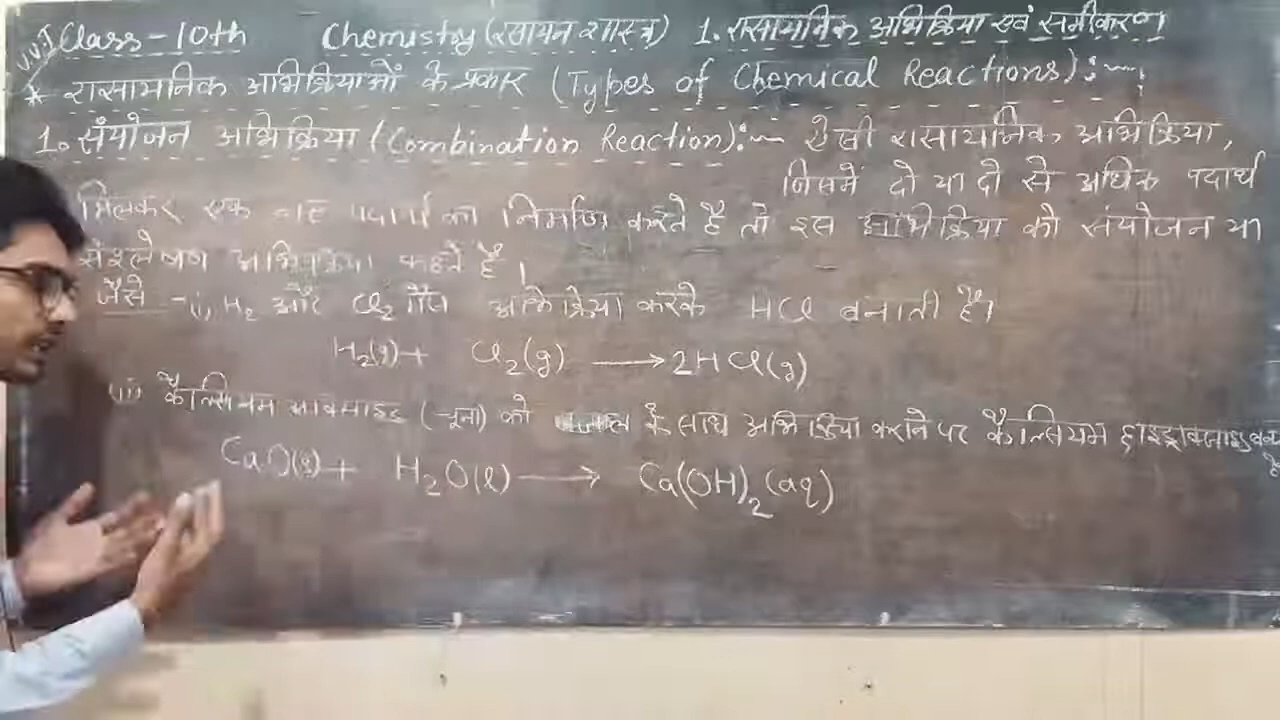 V.V.I Class-10th Chemistry (रसायन शास्त्र) 1. रासायनिक अभिक्रिया एवं समीकरण
* रासायनिक अभिक्रियाओं के प्रकार (Types of Chemical Reactions):-
1. संयोजन अभिक्रिया (Combination Reaction):- ऐसी रासायनिक अभिक्रिया,
जिसमें दो या दो से अधिक पदार्थ
मिलकर एक नए पदार्थ का निर्माण करते है तो इस अभिक्रिया को संयोजन या
संश्लेषण अभिक्रिया कहते हैं।
जैसे - (i) H₂ और Cl₂ गैस अभिक्रिया करके HCl बनाती है।
H₂(g) + Cl₂(g) → 2HCl(g)
(ii) कैल्सियम आक्साइड (चूना) को जल के साथ अभिक्रिया कराने पर कैल्सियम हाइड्राक्साइड
है
CaO(s) + H₂O(l) → Ca(OH)₂(aq)